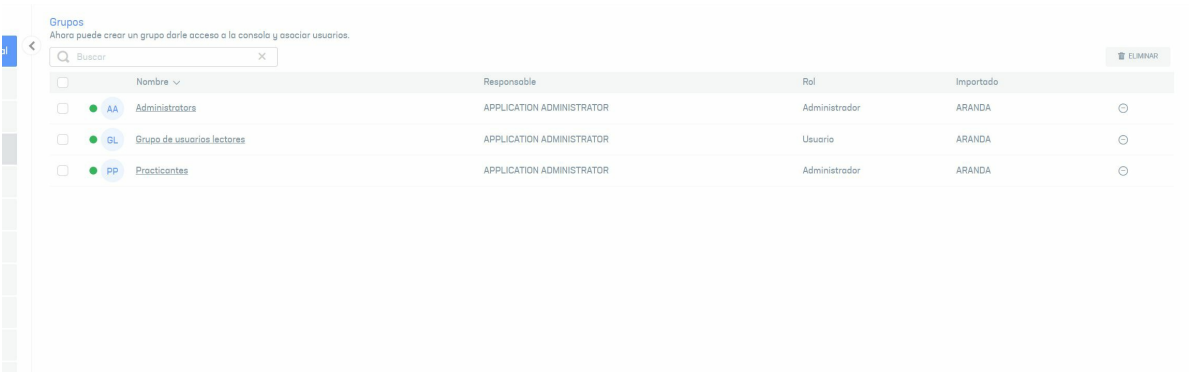 Grupos
Ahora puede crear un grupo darle acceso a la consola y asociar usuarios.
al
Buscar
ELIMINAR
Nombre Responsable Rol Importado
AA Administrators APPLICATION ADMINISTRATOR Administrador ARANDA
GL Grupo de usuarios lectores APPLICATION ADMINISTRATOR Usuario ARANDA
PP Practicantes APPLICATION ADMINISTRATOR Administrador ARANDA